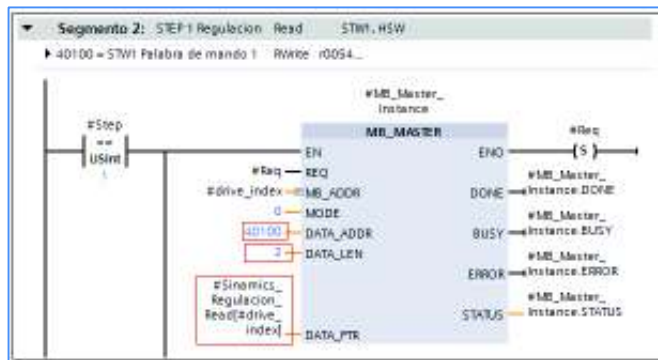 Segmento 2: STEP1 Regulacion Read STW1, HSW
40100 = STW1 Palabra de mando 1 RWrite r0054...
#MB_Master_
Instance
#Step
==
USInt
1
MB_MASTER
#Req
EN
ENO
S
#Req
REQ
#drive_index
MB_ADDR
DONE
#MB_Master_
Instance.DONE
0
MODE
40100
DATA_ADDR
BUSY
#MB_Master_
Instance.BUSY
2
DATA_LEN
ERROR
#MB_Master_
Instance.ERROR
#Sinamics_
Regulacion_
Read[#drive_
index]
DATA_PTR
STATUS
#MB_Master_
Instance.STATUS